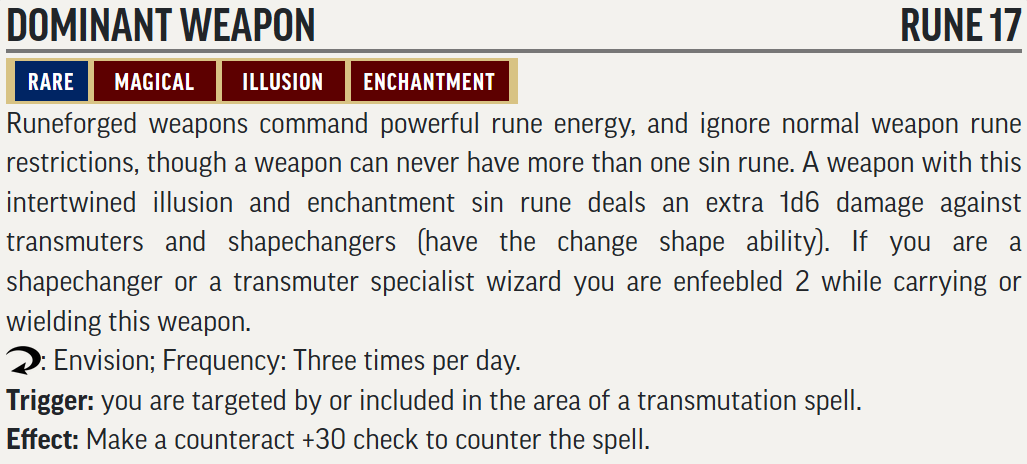 DOMINANT WEAPON RUNE 17
RARE MAGICAL ILLUSION ENCHANTMENT
Runeforged weapons command powerful rune energy, and ignore normal weapon rune
restrictions, though a weapon can never have more than one sin rune. A weapon with this
intertwined illusion and enchantment sin rune deals an extra 1d6 damage against
transmuters and shapechangers (have the change shape ability). If you are a
shapechanger or a transmuter specialist wizard you are enfeebled 2 while carrying or
wielding this weapon.
: Envision; Frequency: Three times per day.
Trigger: you are targeted by or included in the area of a transmutation spell.
Effect: Make a counteract +30 check to counter the spell.